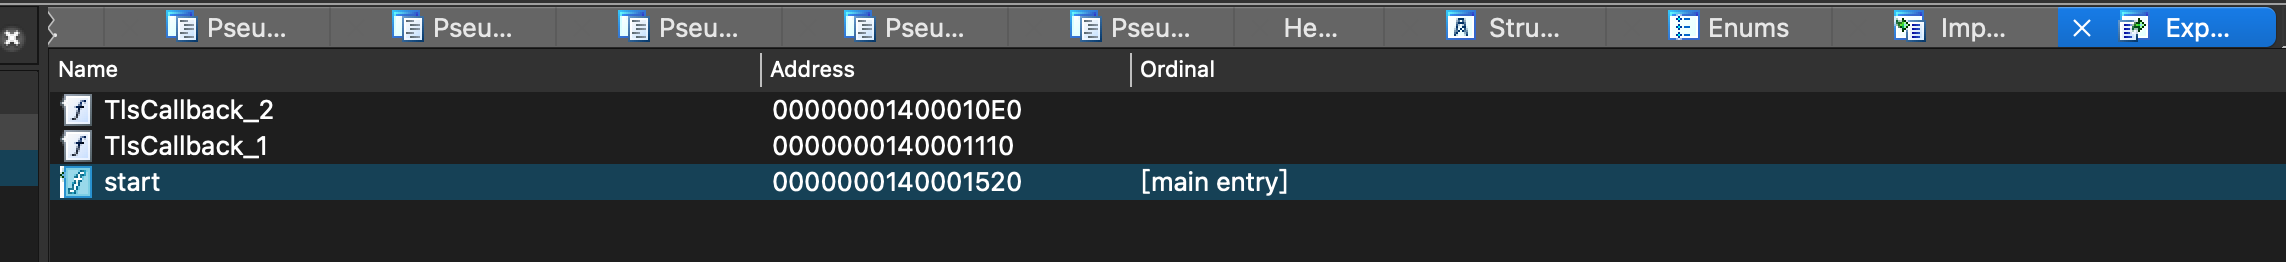 Pseu... Pseu... Pseu... Pseu... Pseu... He... Stru... Enums Imp... Exp...
Name Address Ordinal
TlsCallback_2 00000001400010E0
TlsCallback_1 0000000140001110
start 0000000140001520 [main entry]